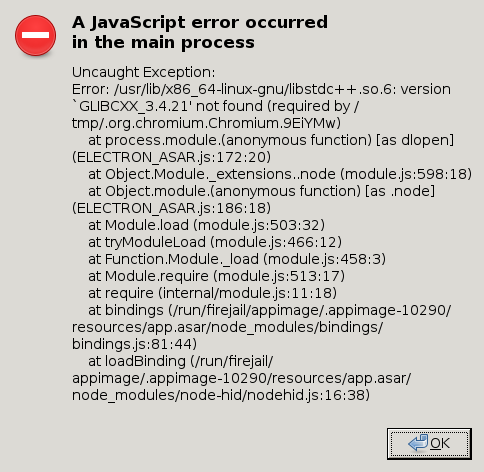 A JavaScript error occurred
in the main process
Uncaught Exception:
Error: /usr/lib/x86_64-linux-gnu/libstdc++.so.6: version
`GLIBCXX_3.4.21' not found (required by /
tmp/.org.chromium.Chromium.9EiYMw)
at process.module.(anonymous function) [as dlopen]
(ELECTRON_ASAR.js:172:20)
at Object.Module._extensions..node (module.js:598:18)
at Object.module.(anonymous function) [as .node]
(ELECTRON_ASAR.js:186:18)
at Module.load (module.js:503:32)
at tryModuleLoad (module.js:466:12)
at Function.Module._load (module.js:458:3)
at Module.require (module.js:513:17)
at require (internal/module.js:11:18)
at bindings (/run/firejail/appimage/.appimage-10290/
resources/app.asar/node_modules/bindings/
bindings.js:81:44)
at loadBinding (/run/firejail/
appimage/.appimage-10290/resources/app.asar/
node_modules/node-hid/nodehid.js:16:38)
OK